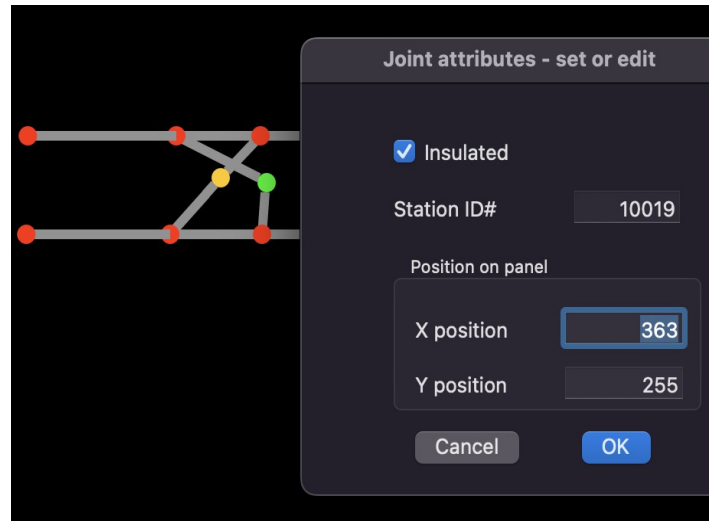 Joint attributes - set or edit
Insulated
Station ID# 10019
Position on panel
X position 363
Y position 255
Cancel OK